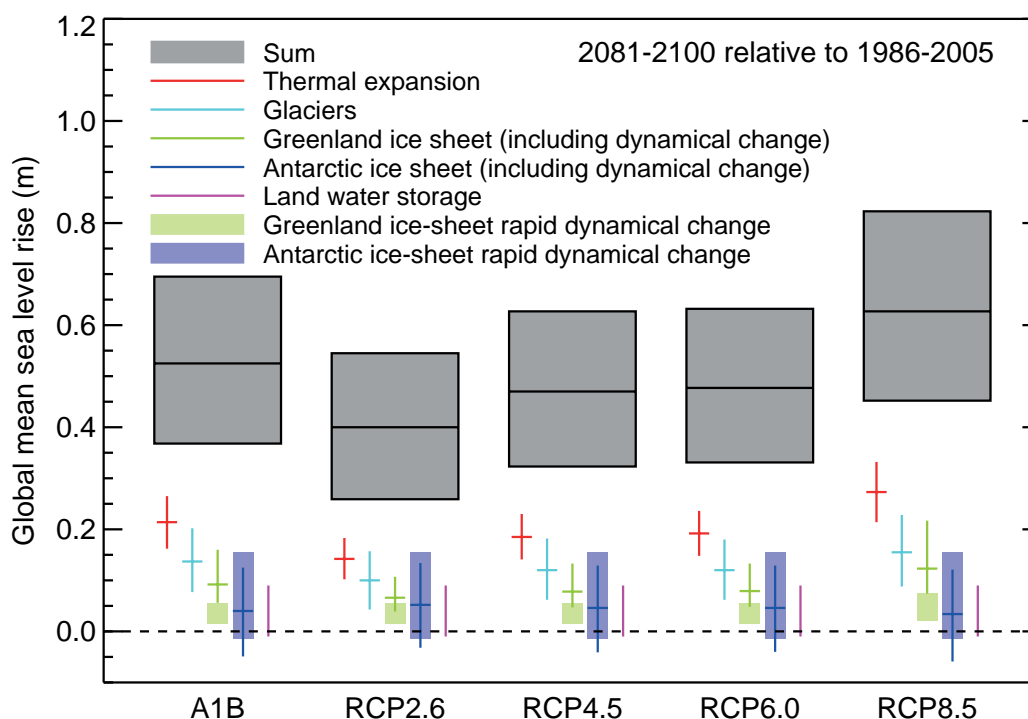 2081-2100 relative to 1986-2005
Sum
Thermal expansion
Glaciers
Greenland ice sheet (including dynamical change)
Antarctic ice sheet (including dynamical change)
Land water storage
Greenland ice-sheet rapid dynamical change
Antarctic ice-sheet rapid dynamical change
Global mean sea level rise (m)
1.2
1.0
0.8
0.6
0.4
0.2
0.0
A1B
RCP2.6
RCP4.5
RCP6.0
RCP8.5